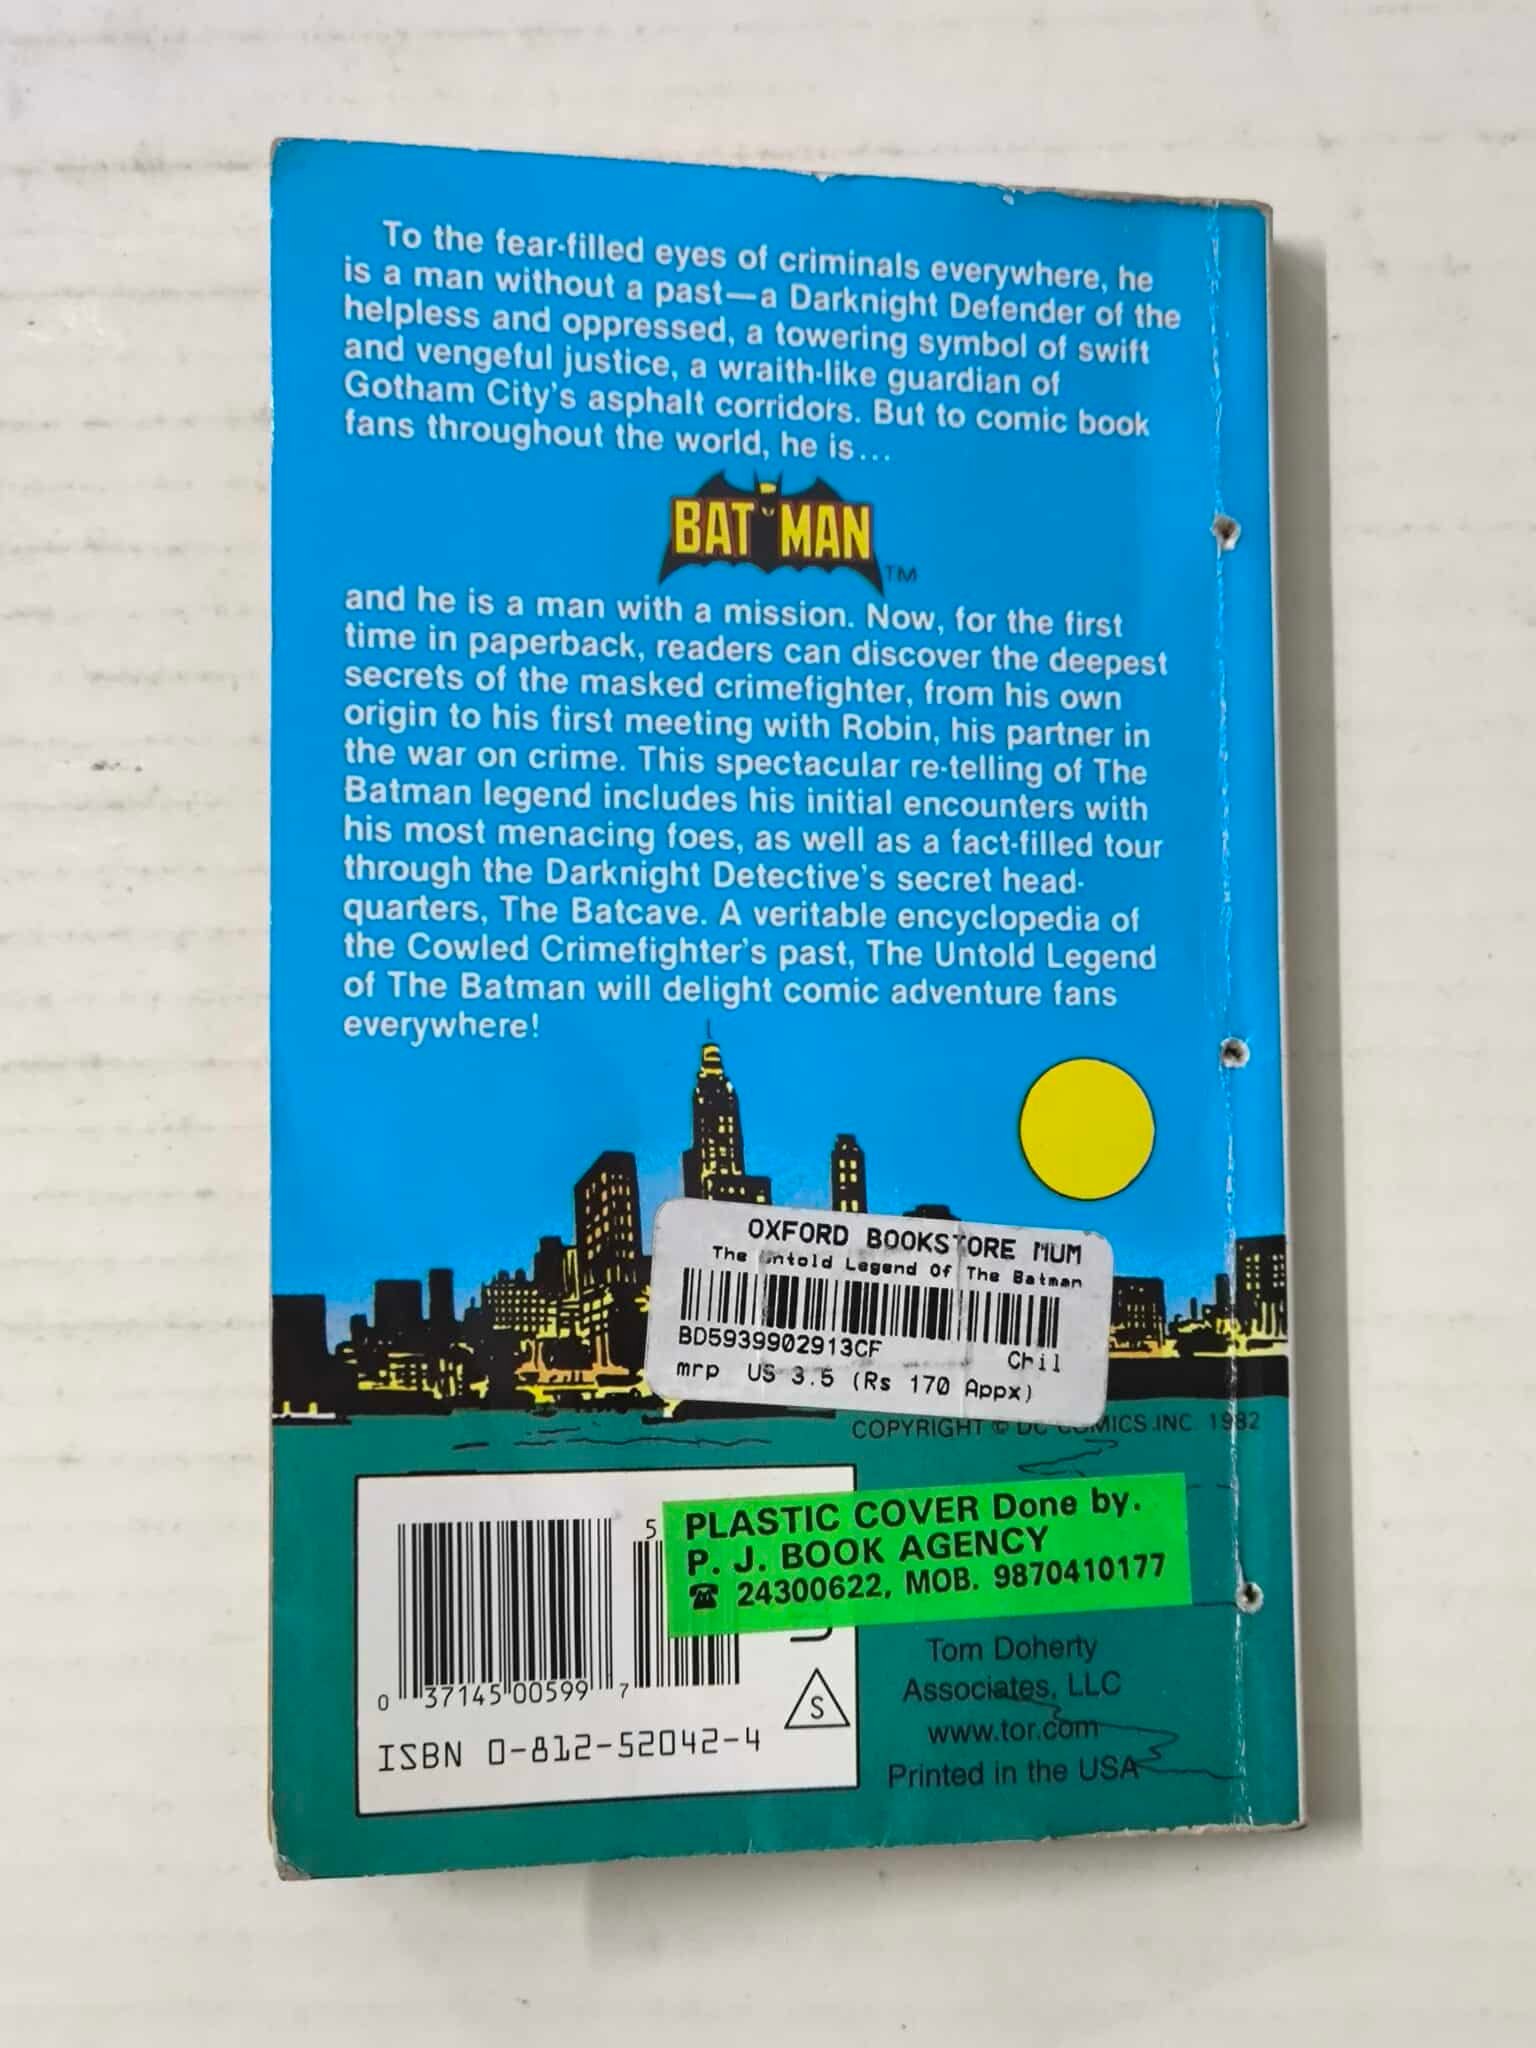 To the fear-filled eyes of criminals everywhere, he
is a man without a past—a Darknight Defender of the
helpless and oppressed, a towering symbol of swift
and vengeful justice, a wraith-like guardian of
Gotham City's asphalt corridors. But to comic book
fans throughout the world, he is...
BATMAN
TM
and he is a man with a mission. Now, for the first
time in paperback, readers can discover the deepest
secrets of the masked crimefighter, from his own
origin to his first meeting with Robin, his partner in
the war on crime. This spectacular re-telling of The
Batman legend includes his initial encounters with
his most menacing foes, as well as a fact-filled tour
through the Darknight Detective's secret head-
quarters, The Batcave. A veritable encyclopedia of
the Cowled Crimefighter's past, The Untold Legend
of The Batman will delight comic adventure fans
everywhere!
OXFORD BOOKSTORE MUM
The Untold Legend Of The Batman
BD5939902913CF
Chil
mrp US 3.5 (Rs 170 Appx)
COPYRIGHT © DC COMICS INC. 1982
5
PLASTIC COVER Done by.
P. J. BOOK AGENCY
☎ 24300622, MOB. 9870410177
0 37145 00599 7
S
ISBN 0-812-52042-4
Tom Doherty
Associates, LLC
www.tor.com
Printed in the USA